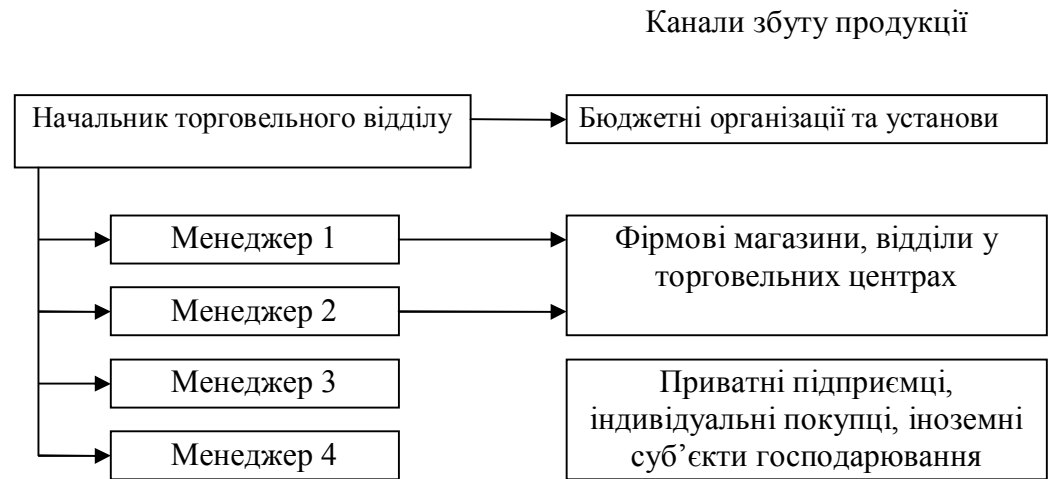 Канали збуту продукції
Начальник торговельного відділу
Бюджетні організації та установи
Менеджер 1
Фірмові магазини, відділи у
торговельних центрах
Менеджер 2
Менеджер 3
Приватні підприємці,
індивідуальні покупці, іноземні
суб’єкти господарювання
Менеджер 4